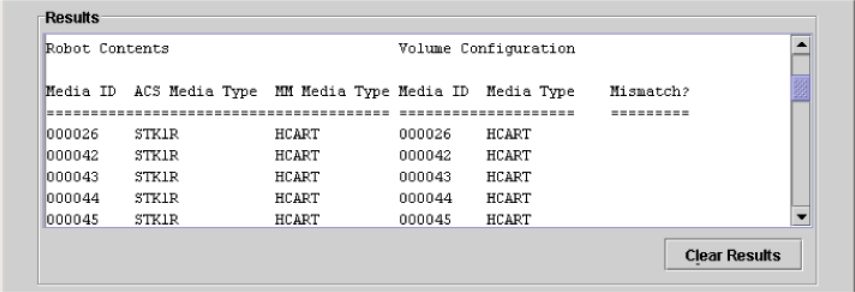 Results
Robot Contents Volume Configuration
Media ID ACS Media Type MM Media Type Media ID Media Type Mismatch?
======================================= ==================== =========
000026 STK1R HCART 000026 HCART
000042 STK1R HCART 000042 HCART
000043 STK1R HCART 000043 HCART
000044 STK1R HCART 000044 HCART
000045 STK1R HCART 000045 HCART
Clear Results